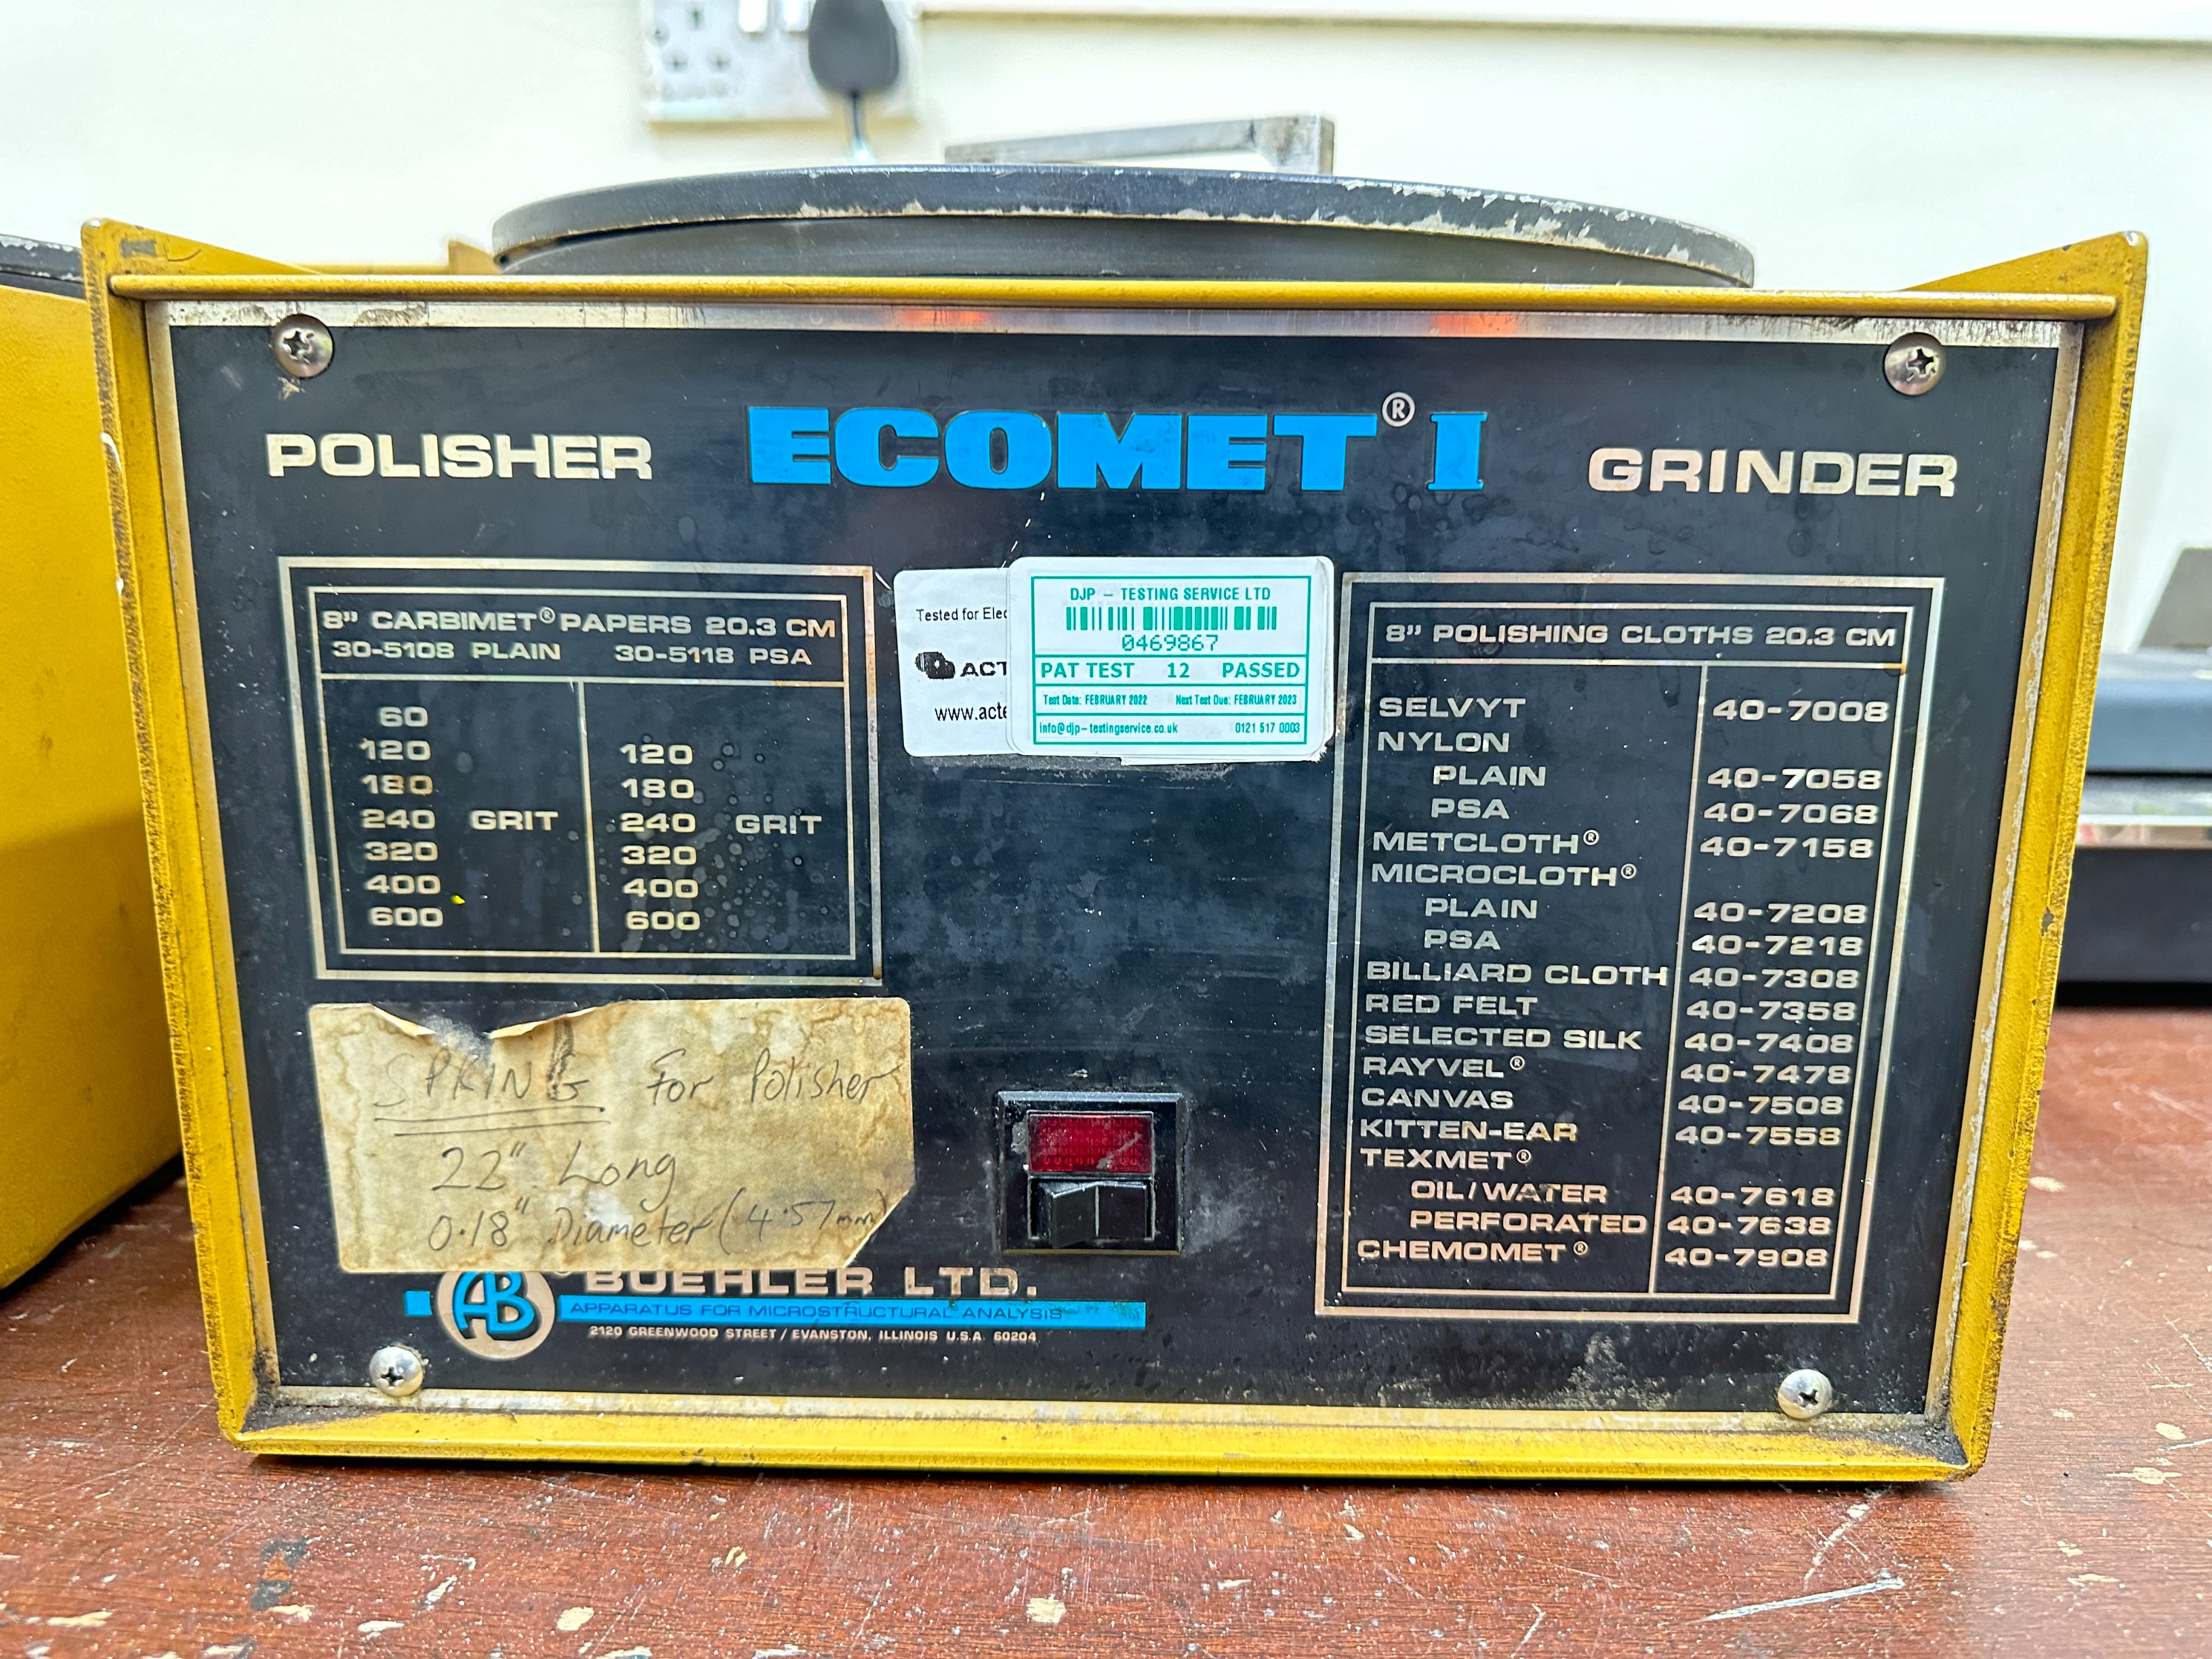 POLISHER ECOMET® I GRINDER
8" CARBIMET® PAPERS 20.3 CM
30-5108 PLAIN 30-5118 PSA
60
120 120
180 180
240 GRIT 240 GRIT
320 320
400 400
600 600
Tested for Elec
ACT
www.acte
DJP - TESTING SERVICE LTD
0469867
PAT TEST 12 PASSED
Test Date: FEBRUARY 2022 Next Test Due: FEBRUARY 2023
info@djp-testingservice.co.uk 0121 517 0003
8" POLISHING CLOTHS 20.3 CM
SELVYT 40-7008
NYLON
PLAIN 40-7058
PSA 40-7068
METCLOTH® 40-7158
MICROCLOTH®
PLAIN 40-7208
PSA 40-7218
BILLIARD CLOTH 40-7308
RED FELT 40-7358
SELECTED SILK 40-7408
RAYVEL® 40-7478
CANVAS 40-7508
KITTEN-EAR 40-7558
TEXMET®
OIL/WATER 40-7618
PERFORATED 40-7638
CHEMOMET® 40-7908
SPRING For Polisher
22" Long
0.18" Diameter (4.57mm)
AB BUEHLER LTD.
APPARATUS FOR MICROSTRUCTURAL ANALYSIS
2120 GREENWOOD STREET / EVANSTON, ILLINOIS U.S.A. 60204